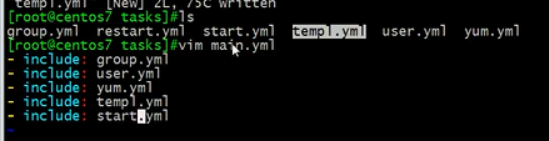 templ.yml" [New] 2L, 75C written
[root@centos7 tasks]#ls
group.yml restart.yml start.yml templ.yml user.yml yum.yml
[root@centos7 tasks]#vim main.yml
- include: group.yml
- include: user.yml
- include: yum.yml
- include: templ.yml
- include: start.yml
~